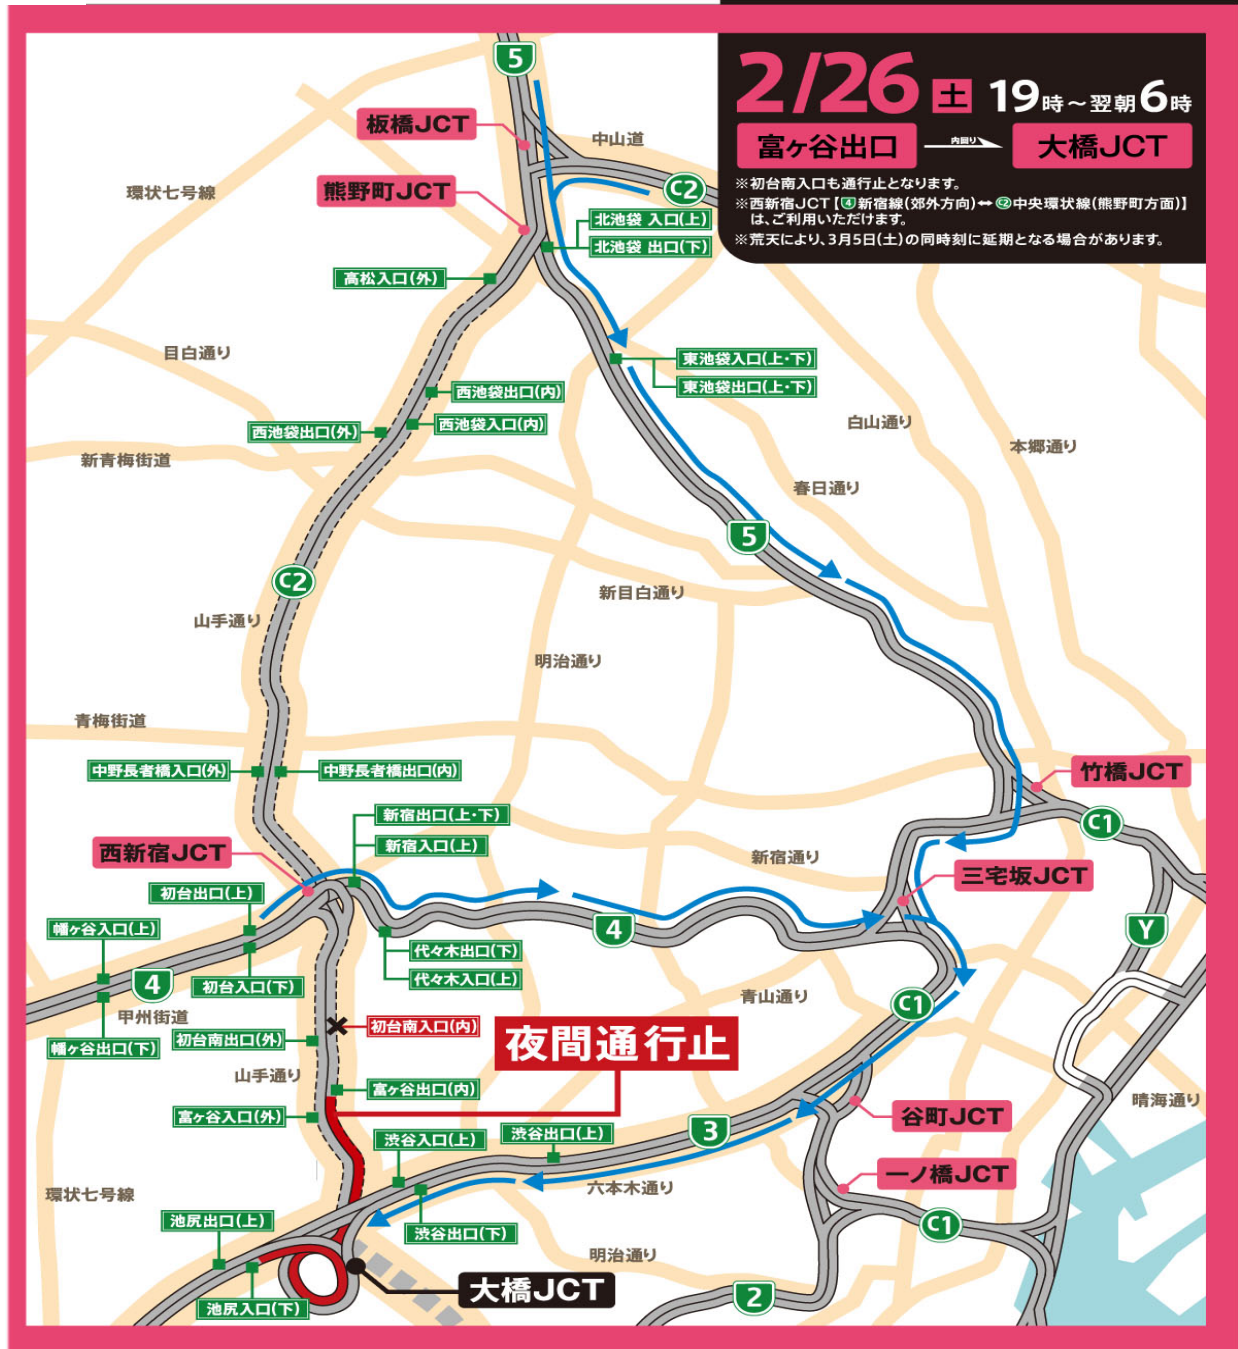 2/26 土 19時～翌朝6時
富ヶ谷出口 内回り 大橋JCT
※初台南入口も通行止となります。
※西新宿JCT【4新宿線(郊外方向)↔C2中央環状線(熊野町方面)】
は、ご利用いただけます。
※荒天により、3月5日(土)の同時刻に延期となる場合があります。
5
板橋JCT
中山道
環状七号線
熊野町JCT
C2
北池袋 入口(上)
北池袋 出口(下)
高松入口(外)
目白通り
東池袋入口(上・下)
東池袋出口(上・下)
西池袋出口(内)
西池袋入口(内)
西池袋出口(外)
白山通り
本郷通り
新青梅街道
春日通り
5
C2
新目白通り
山手通り
明治通り
青梅街道
中野長者橋入口(外)
中野長者橋出口(内)
竹橋JCT
新宿出口(上・下)
C1
新宿入口(上)
西新宿JCT
新宿通り
三宅坂JCT
初台出口(上)
幡ヶ谷入口(上)
4
Y
代々木出口(下)
代々木入口(上)
4
初台入口(下)
青山通り
C1
甲州街道
初台南入口(内)
初台南出口(外)
幡ヶ谷出口(下)
夜間通行止
山手通り
富ヶ谷出口(内)
晴海通り
富ヶ谷入口(外)
谷町JCT
渋谷入口(上)
渋谷出口(上)
3
一ノ橋JCT
環状七号線
六本木通り
池尻出口(上)
渋谷出口(下)
C1
明治通り
大橋JCT
池尻入口(下)
2